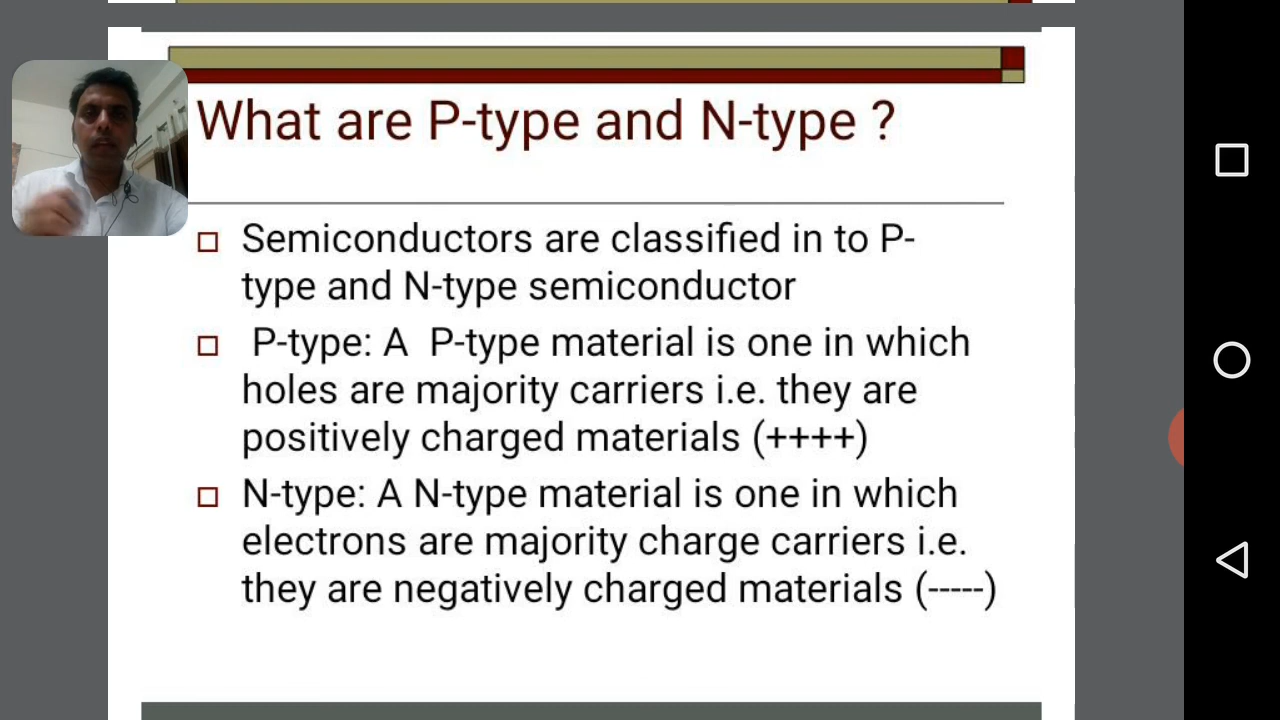 What are P-type and N-type ?
Semiconductors are classified in to P-
type and N-type semiconductor
P-type: A P-type material is one in which
holes are majority carriers i.e. they are
positively charged materials (++++)
N-type: A N-type material is one in which
electrons are majority charge carriers i.e.
they are negatively charged materials (-----)